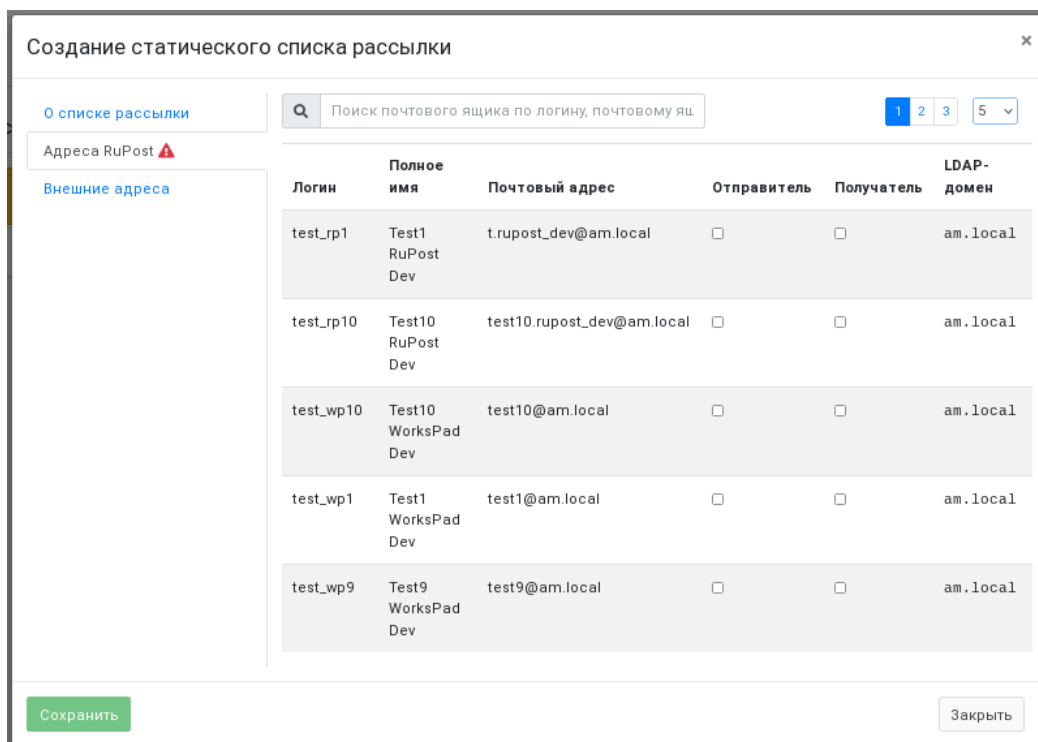 Создание статического списка рассылки
×
О списке рассылки
Адреса RuPost
Внешние адреса
Поиск почтового ящика по логину, почтовому ящ
1 2 3 5
Логин Полное имя Почтовый адрес Отправитель Получатель LDAP-домен
test_rp1 Test1 RuPost Dev t.rupost_dev@am.local am.local
test_rp10 Test10 RuPost Dev test10.rupost_dev@am.local am.local
test_wp10 Test10 WorksPad Dev test10@am.local am.local
test_wp1 Test1 WorksPad Dev test1@am.local am.local
test_wp9 Test9 WorksPad Dev test9@am.local am.local
Сохранить
Закрыть